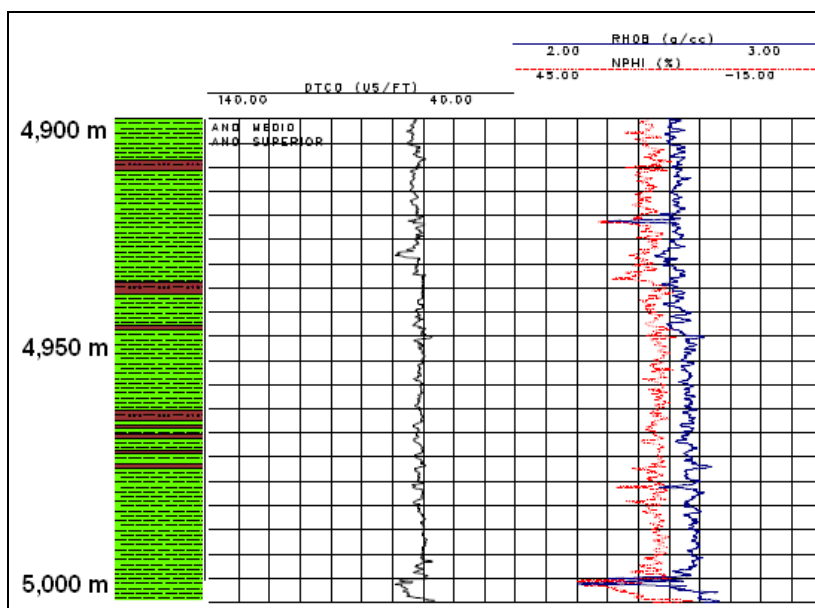 RHOB (g/cc)
2.00 3.00
NPHI (%)
45.00 -15.00
DTCO (US/FT)
140.00 40.00
4,900 m
ANO MEDIO
ANO SUPERIOR
4,950 m
5,000 m